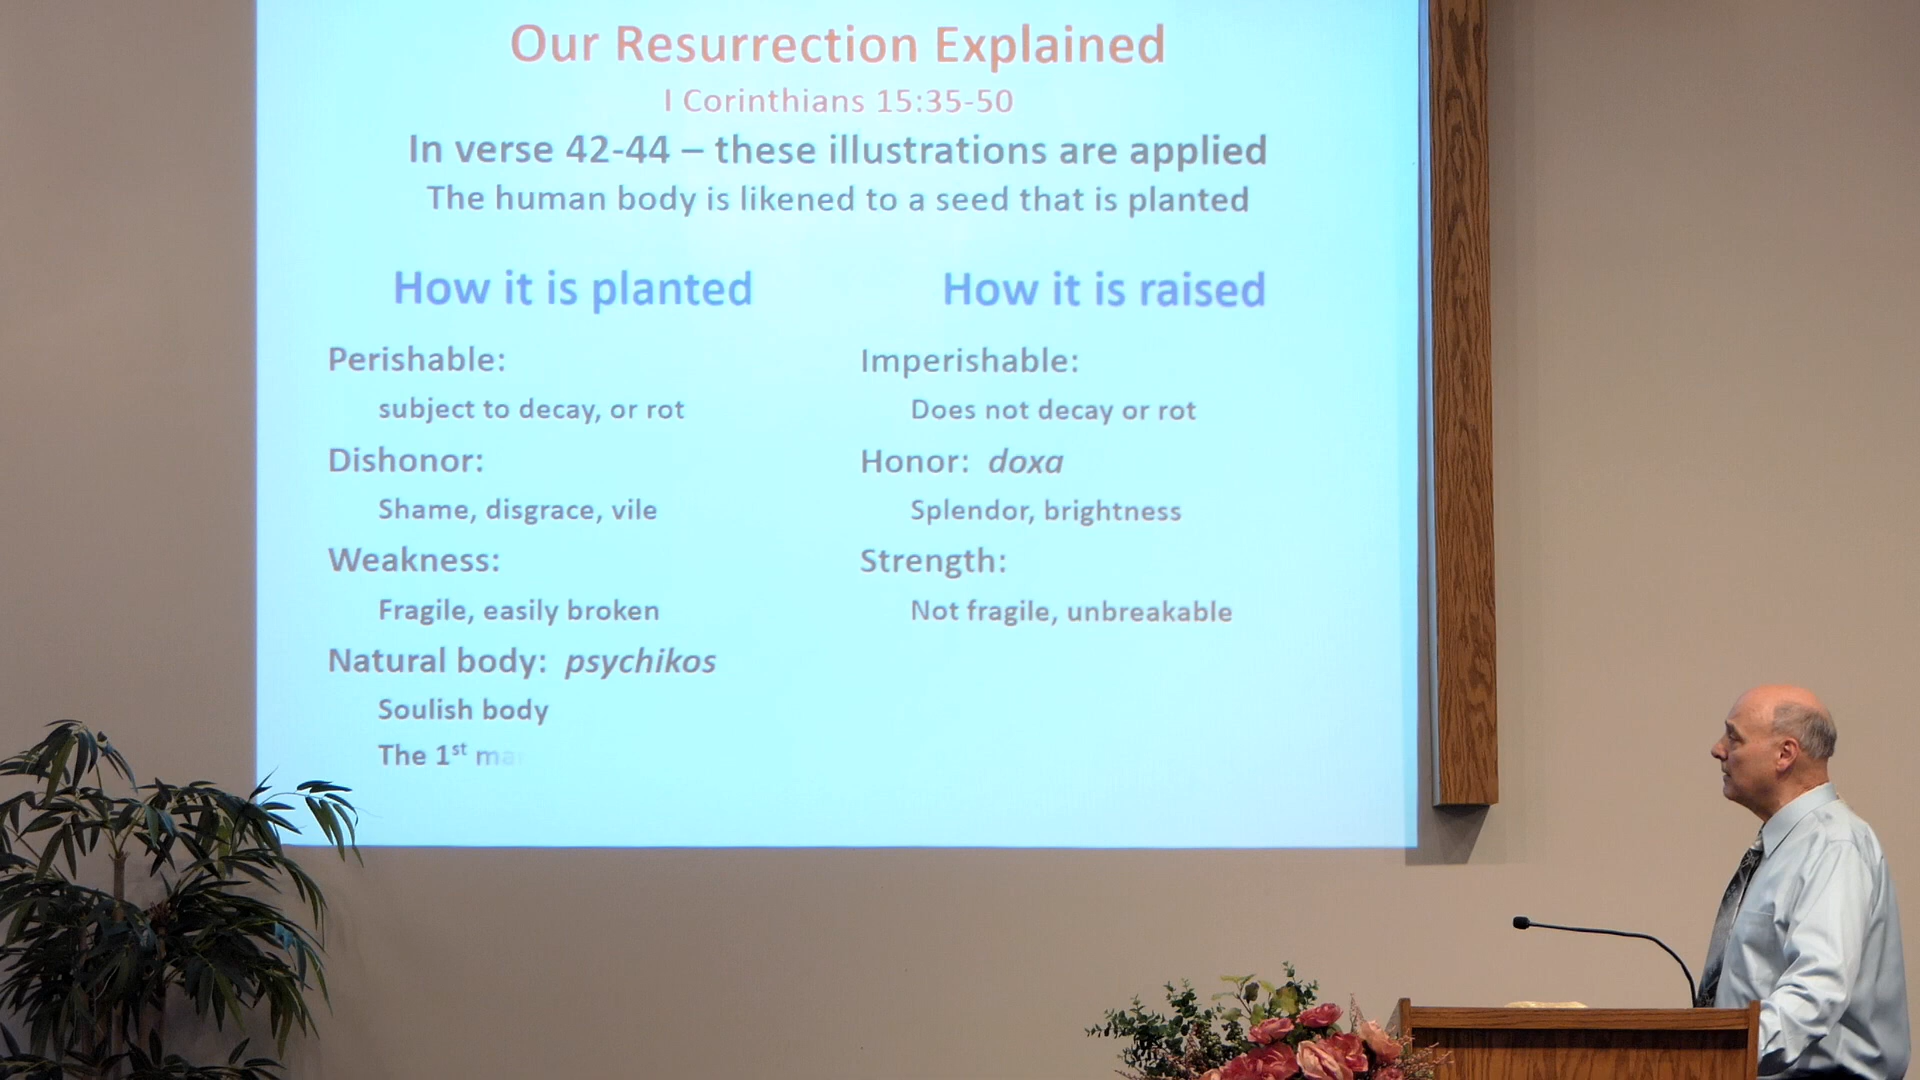 Our Resurrection Explained
I Corinthians 15:35-50
In verse 42-44 – these illustrations are applied
The human body is likened to a seed that is planted
How it is planted
Perishable:
subject to decay, or rot
Dishonor:
Shame, disgrace, vile
Weakness:
Fragile, easily broken
Natural body: psychikos
Soulish body
The 1st ma
How it is raised
Imperishable:
Does not decay or rot
Honor: doxa
Splendor, brightness
Strength:
Not fragile, unbreakable